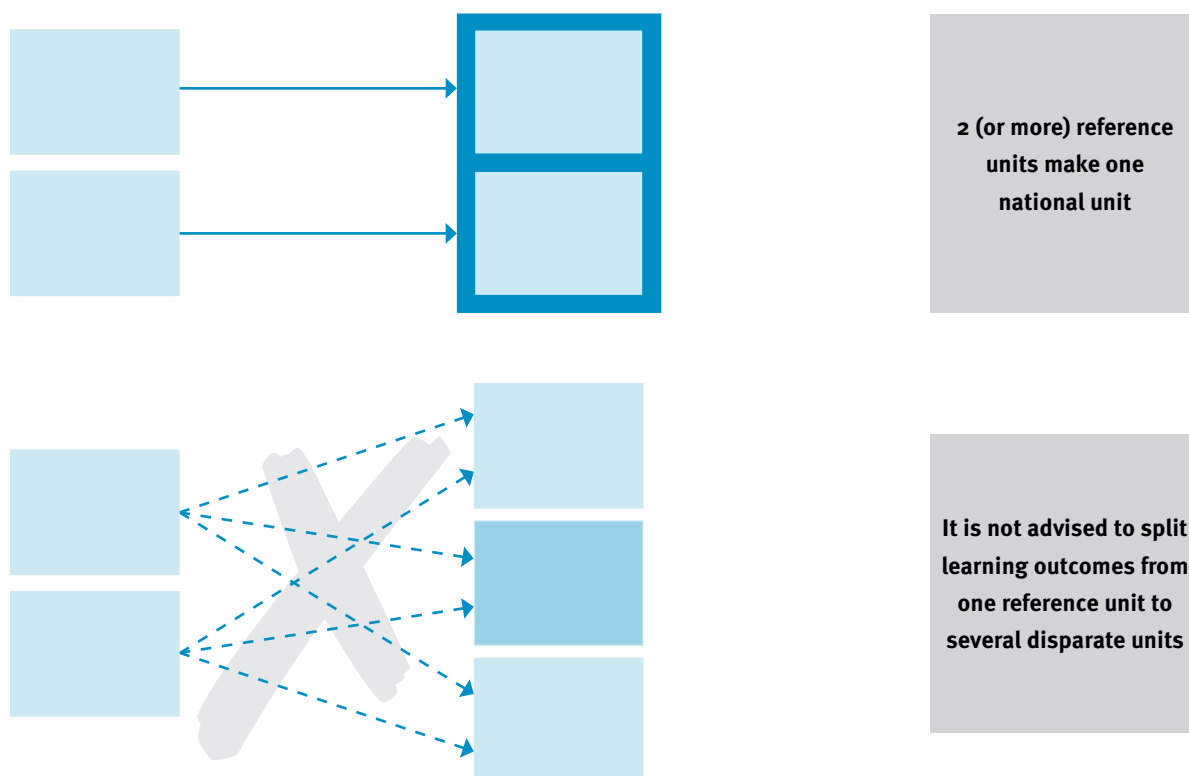 2 (or more) reference
units make one
national unit
It is not advised to split
learning outcomes from
one reference unit to
several disparate units